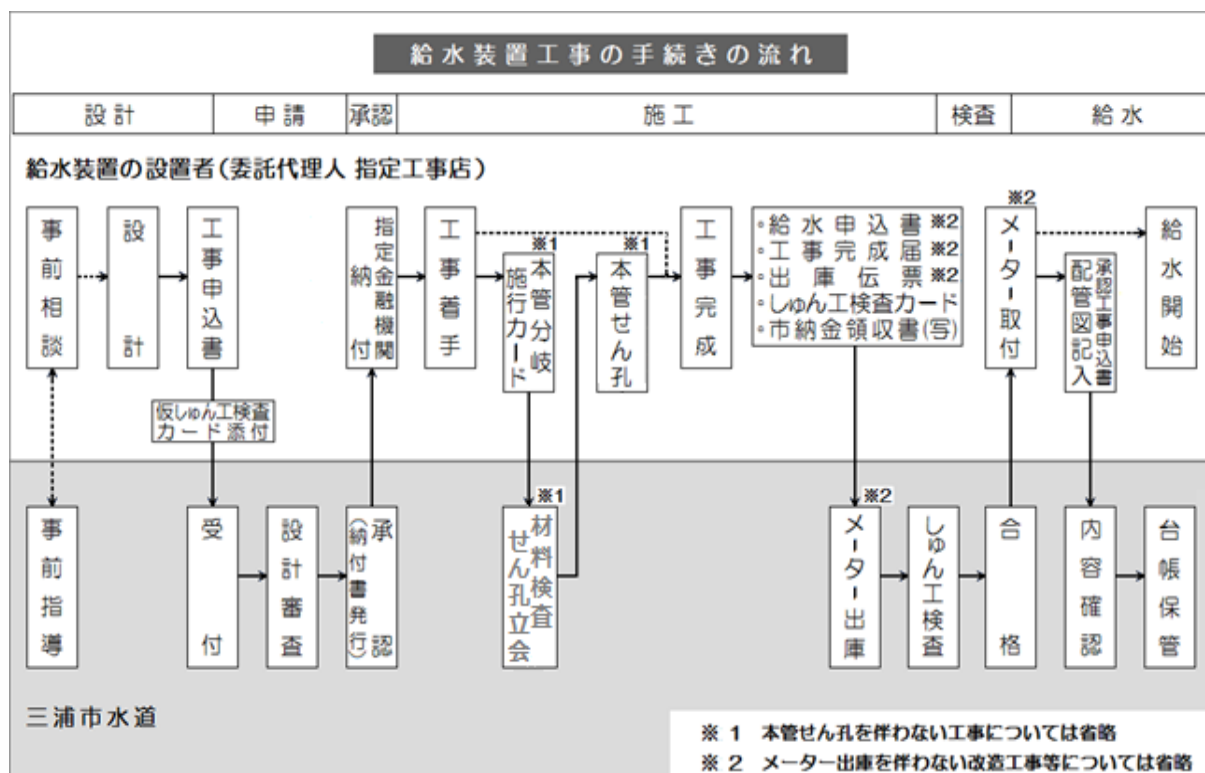 給水装置工事の手続きの流れ
設計
申請
承認
施工
検査
給水
給水装置の設置者(委託代理人 指定工事店)
事前相談
設計
工事申込書
指定金融機関
納付
工事着手
※1
本管分岐
施行カード
※1
本管せん孔
工事完成
・給水申込書※2
・工事完成届※2
・出庫伝票※2
・しゅん工検査カード
・市納金領収書(写)
※2
メーター取付
承認工事申込書
配管図記入
給水開始
仮しゅん工検査
カード添付
事前指導
受付
設計審査
承認
(納付書発行)
※1
材料検査
せん孔立会
※2
メーター出庫
しゅん工検査
合格
内容確認
台帳保管
三浦市水道
※1 本管せん孔を伴わない工事については省略
※2 メーター出庫を伴わない改造工事等については省略